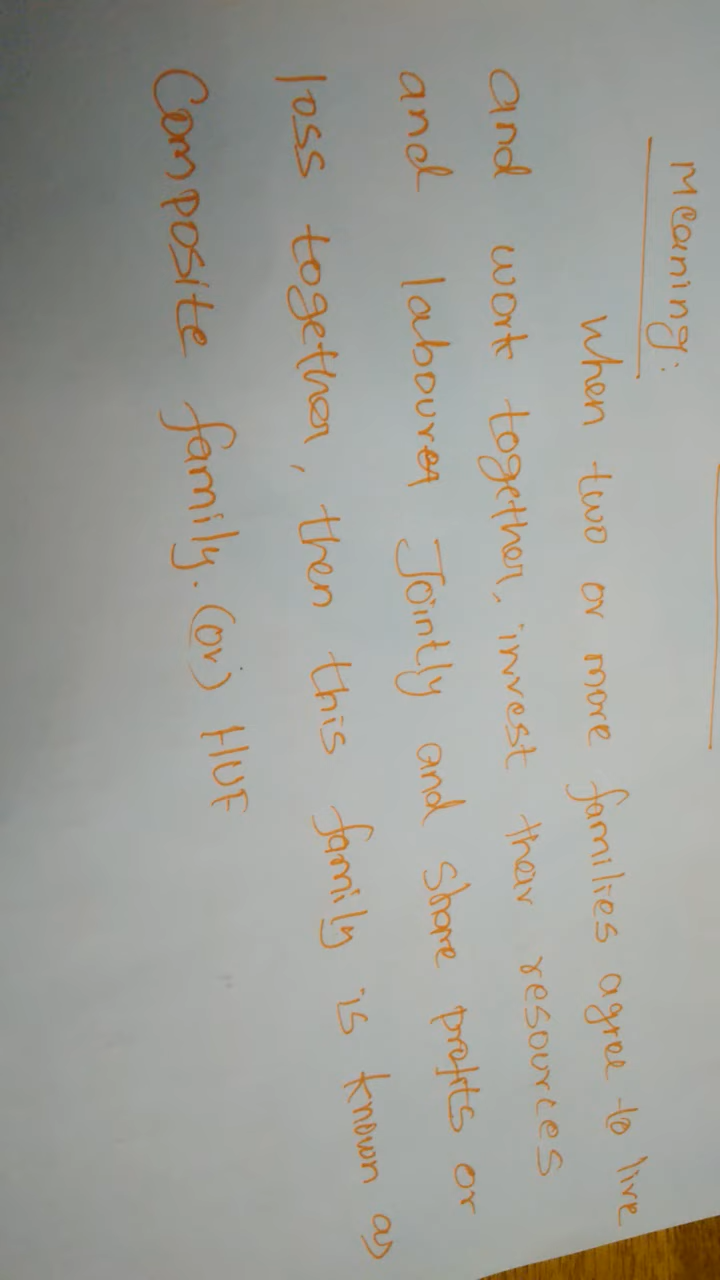 Meaning:
When two or more families agree to live
and work together, invest their resources
and labourer Jointly and share profits or
loss together, then this family is known as
Composite family. (or) HUF